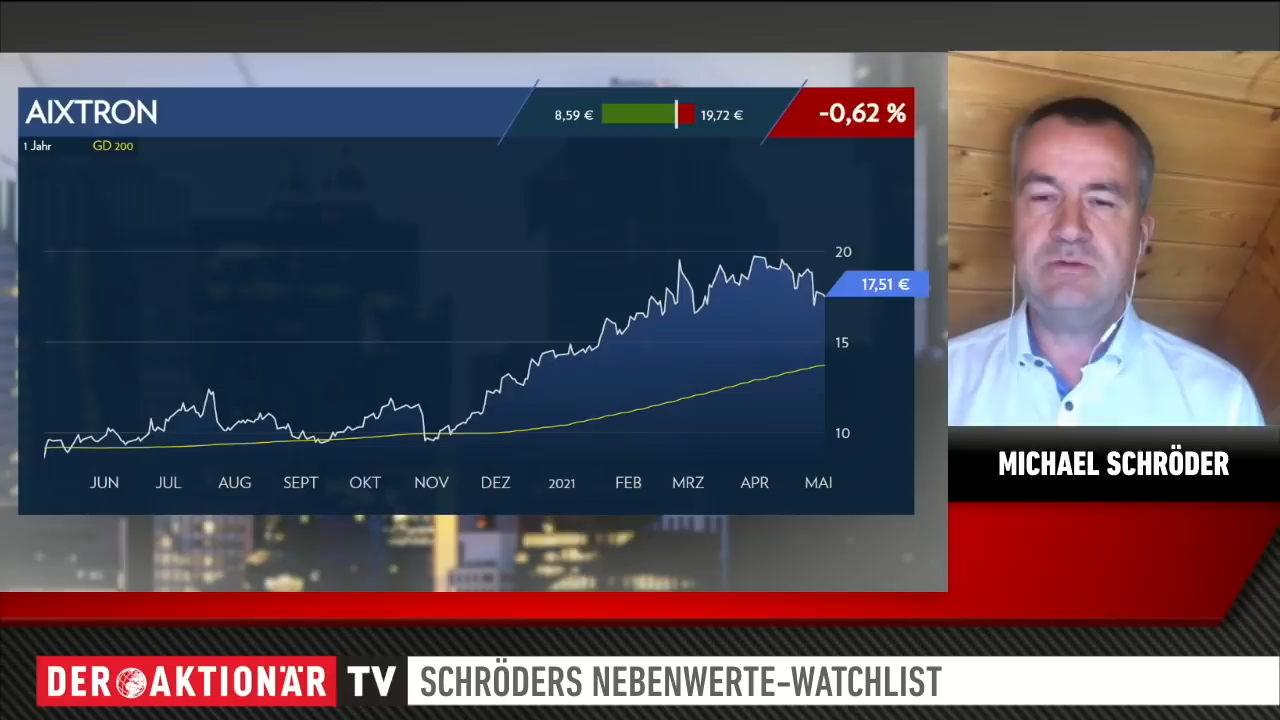 AIXTRON
8,59 €
19,72 €
-0,62 %
1 Jahr
GD 200
20
17,51 €
15
10
JUN
JUL
AUG
SEPT
OKT
NOV
DEZ
2021
FEB
MRZ
APR
MAI
MICHAEL SCHRÖDER
DER AKTIONÄR TV
SCHRÖDERS NEBENWERTE-WATCHLIST